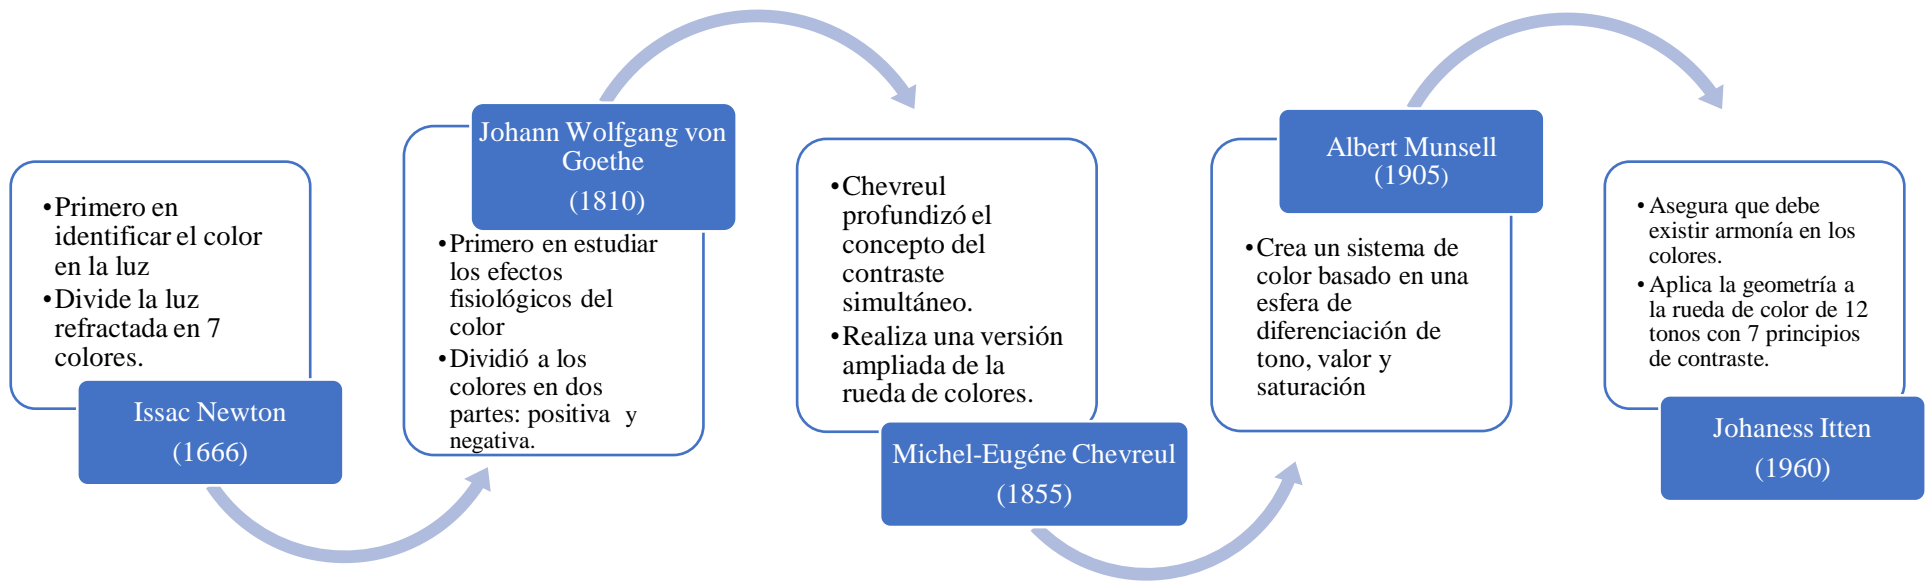 •Primero en
identificar el color
en la luz
•Divide la luz
refractada en 7
colores.
Issac Newton
(1666)
Johann Wolfgang von
Goethe
(1810)
•Primero en estudiar
los efectos
fisiológicos del
color
•Dividió a los
colores en dos
partes: positiva y
negativa.
•Chevreul
profundizó el
concepto del
contraste
simultáneo.
•Realiza una versión
ampliada de la
rueda de colores.
Michel-Eugéne Chevreul
(1855)
Albert Munsell
(1905)
•Crea un sistema de
color basado en una
esfera de
diferenciación de
tono, valor y
saturación
•Asegura que debe
existir armonía en los
colores.
•Aplica la geometría a
la rueda de color de 12
tonos con 7 principios
de contraste.
Johaness Itten
(1960)